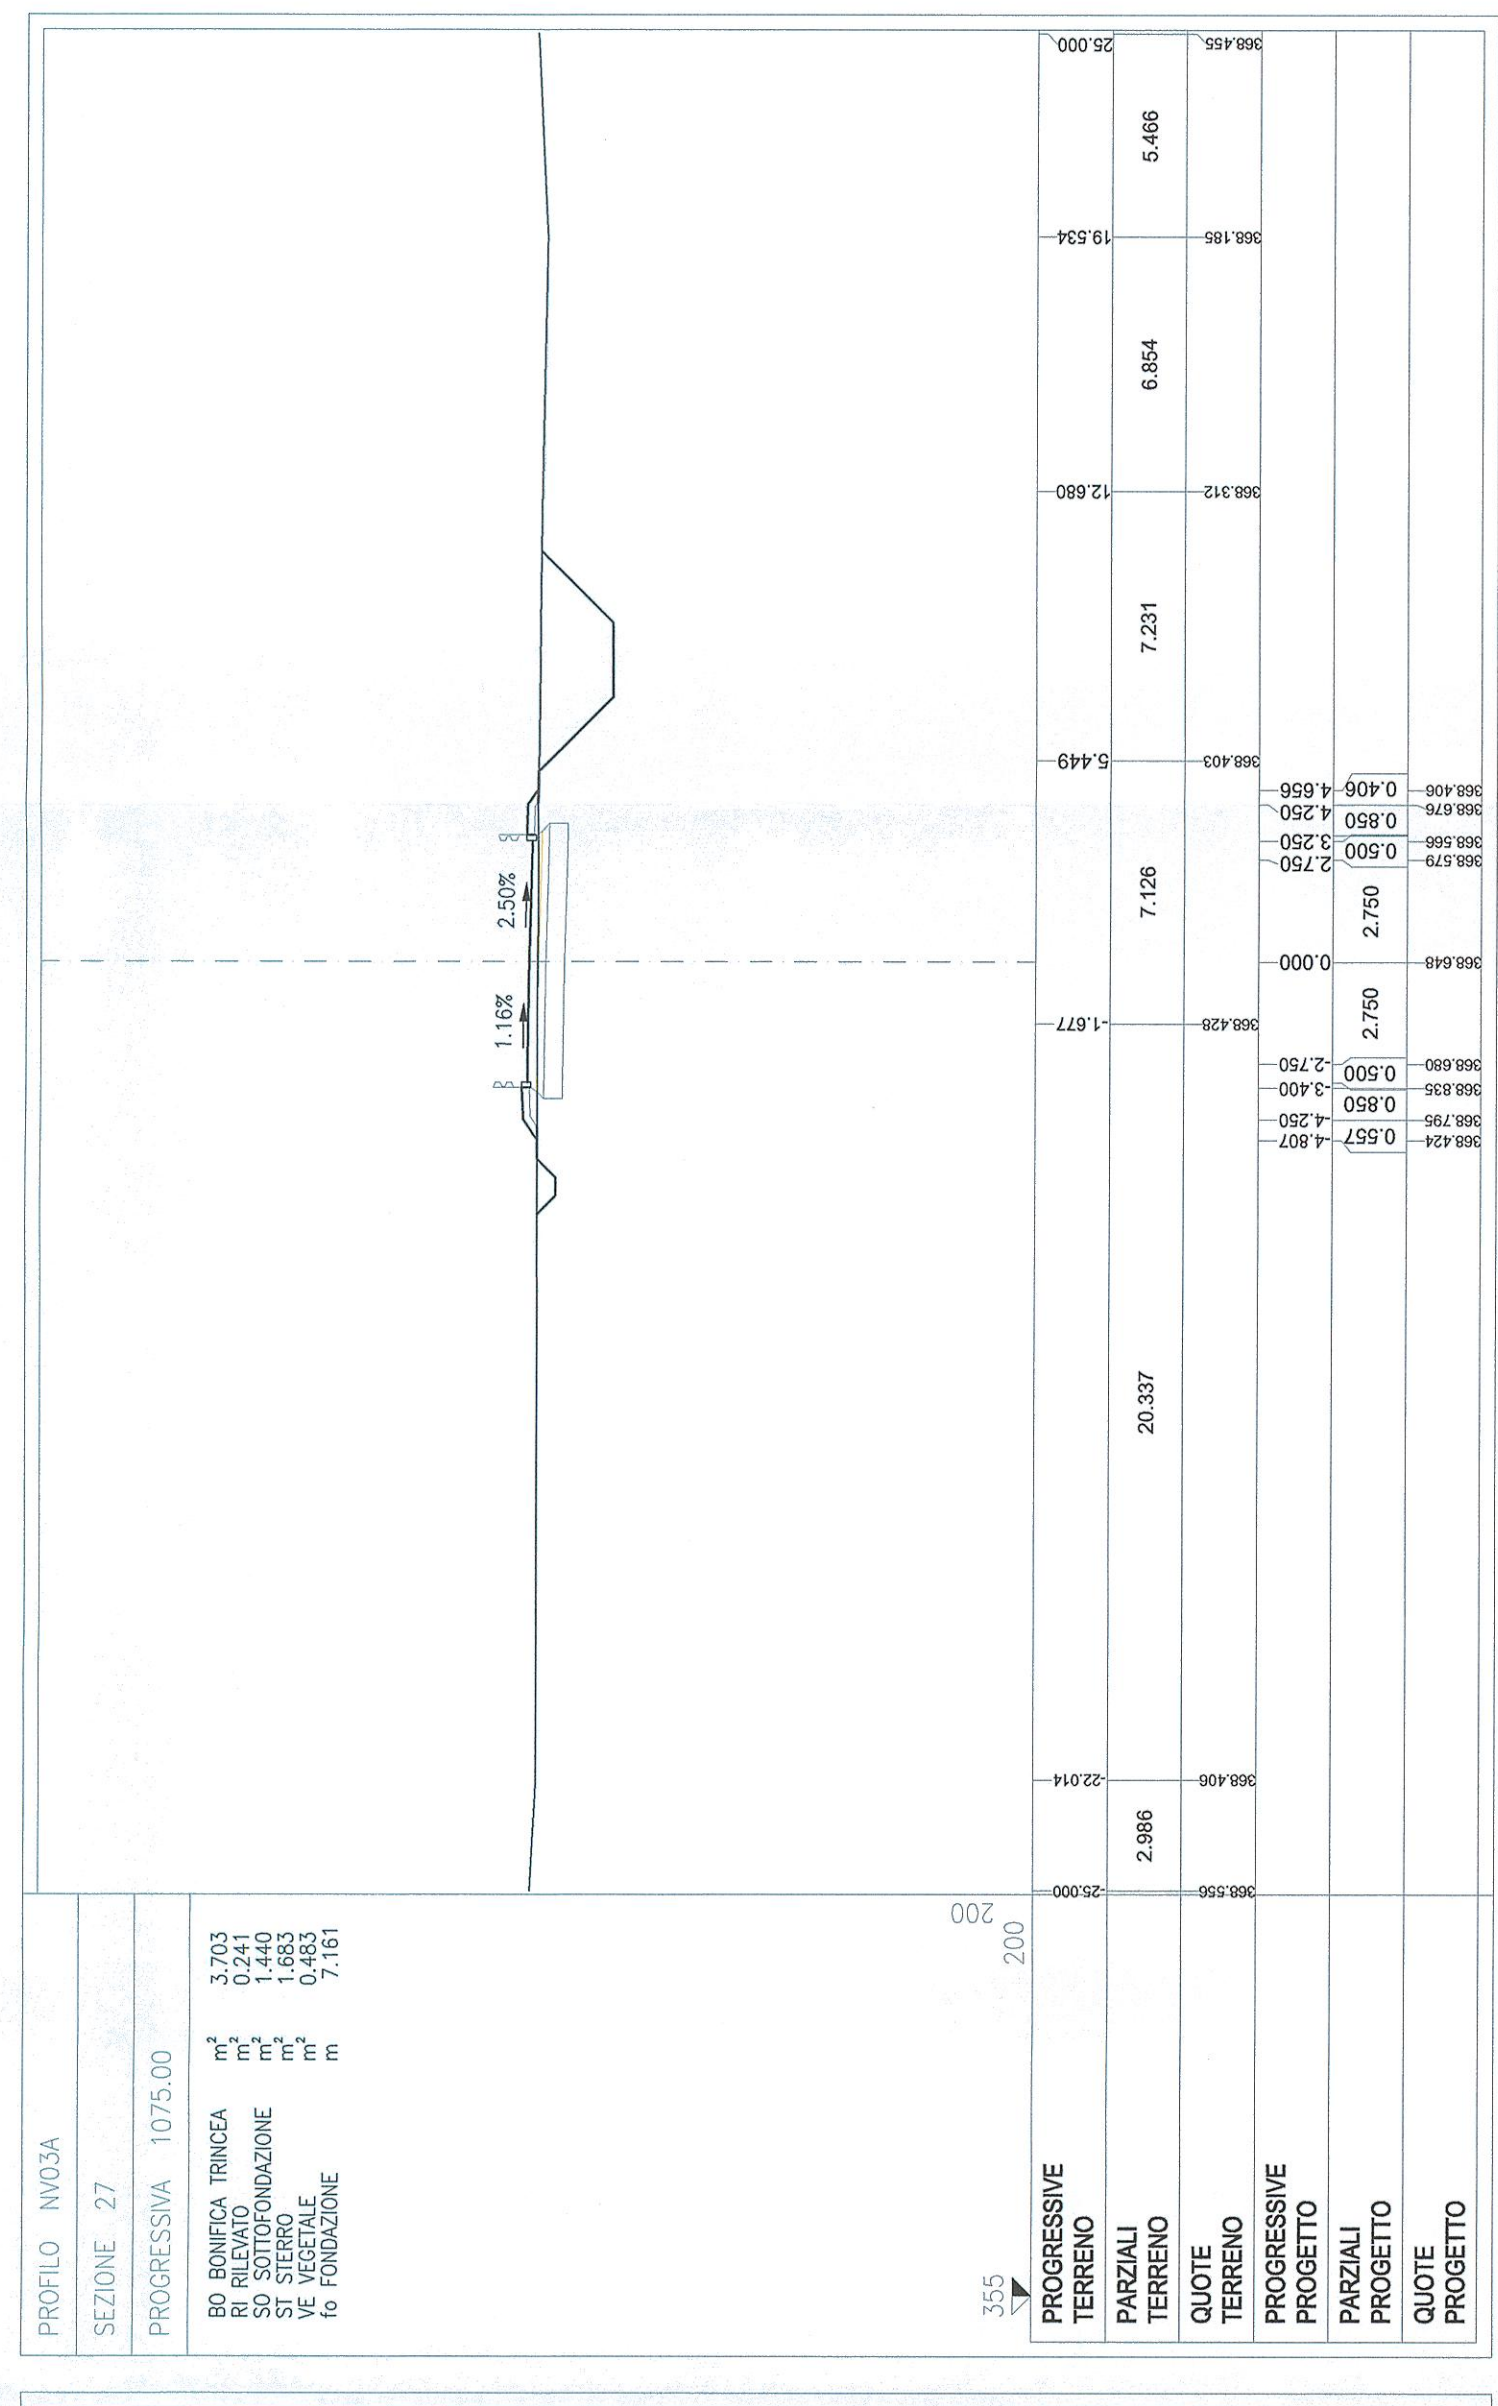 PROFILO NV03A
SEZIONE 27
PROGRESSIVA 1075.00
BO BONIFICA TRINCEA m² 3.703
RI RILEVATO m² 0.241
SO SOTTOFONDAZIONE m² 1.440
ST STERRO m² 1.683
VE VEGETALE m² 0.483
fo FONDAZIONE m 7.161
1.16%
2.50%
200
200
355
PROGRESSIVE
TERRENO
-25.000 -22.014 -1.677 5.449 12.680 19.534 25.000
PARZIALI
TERRENO
2.986 20.337 7.126 7.231 6.854 5.466
QUOTE
TERRENO
368.556 368.406 368.428 368.403 368.312 368.185 368.455
PROGRESSIVE
PROGETTO
-4.807 -4.250 -3.400 -2.750 0.000 2.750 3.250 4.250 4.656
PARZIALI
PROGETTO
0.557 0.850 0.500 2.750 2.750 0.500 0.850 0.406
QUOTE
PROGETTO
368.424 368.795 368.835 368.680 368.648 368.579 368.566 368.676 368.406